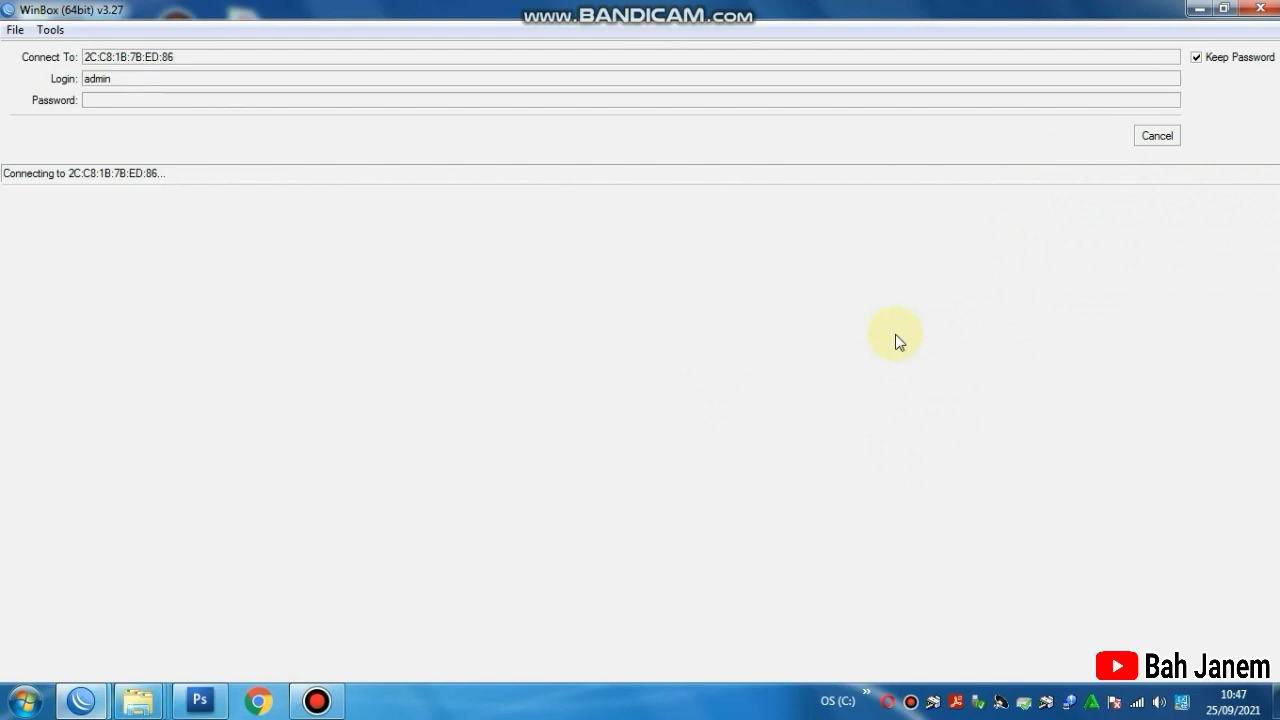 WinBox (64bit) v3.27
www.BANDICAM.com
File Tools
Connect To: 2C:C8:1B:7B:ED:86
Keep Password
Login: admin
Password:
Cancel
Connecting to 2C:C8:1B:7B:ED:86...
Bah Janem
Ps
OS (C:)
»
10:47
25/09/2021